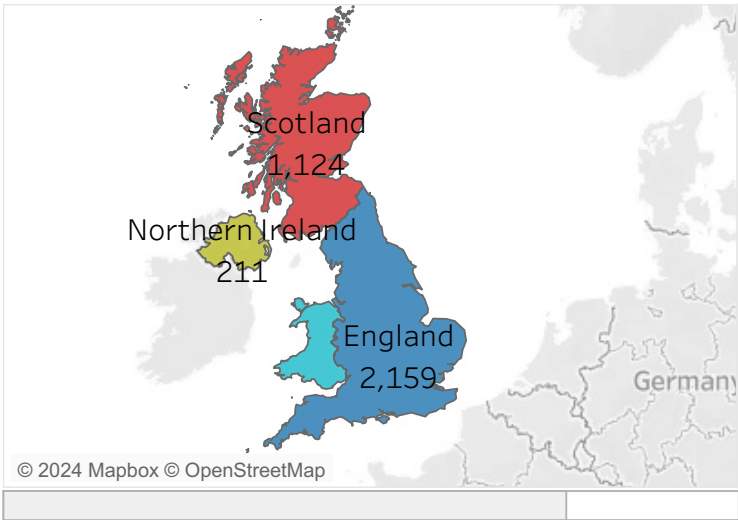 Scotland
1,124
Northern Ireland
211
England
2,159
Germany
© 2024 Mapbox © OpenStreetMap